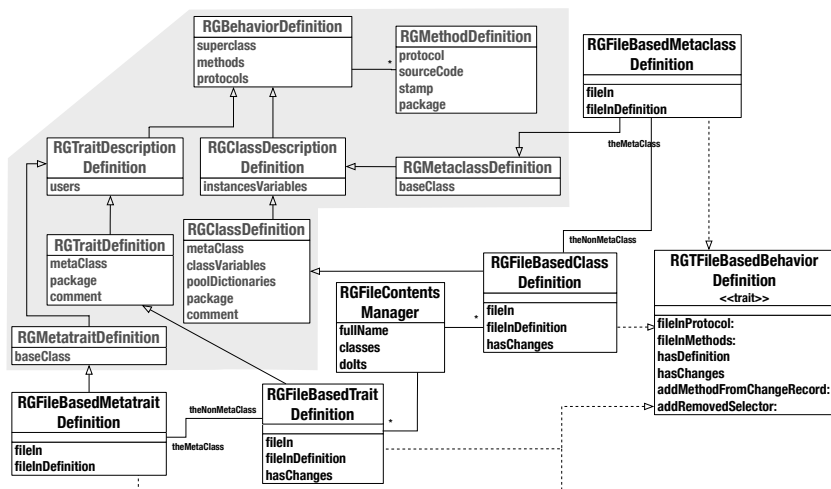 RGBehaviorDefinition
superclass
methods
protocols
RGMethodDefinition
protocol
sourceCode
stamp
package
*
RGFileBasedMetaclass
Definition
fileIn
fileInDefinition
RGTraitDescription
Definition
users
RGClassDescription
Definition
instancesVariables
RGMetaclassDefinition
baseClass
theMetaClass
RGTraitDefinition
metaClass
package
comment
RGClassDefinition
metaClass
classVariables
poolDictionaries
package
comment
theNonMetaClass
RGFileBasedClass
Definition
fileIn
fileInDefinition
hasChanges
RGTFileBasedBehavior
Definition
<<trait>>
fileInProtocol:
fileInMethods:
hasDefinition
hasChanges
addMethodFromChangeRecord:
addRemovedSelector:
RGFileContents
Manager
fullName
classes
doIts
*
RGMetatraitDefinition
baseClass
RGFileBasedMetatrait
Definition
fileIn
fileInDefinition
theNonMetaClass
theMetaClass
RGFileBasedTrait
Definition
fileIn
fileInDefinition
hasChanges
*